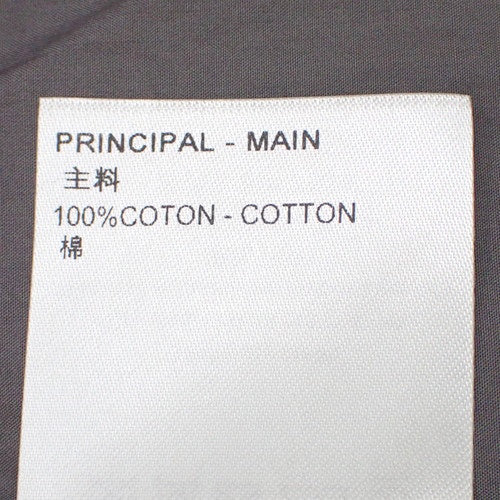 PRINCIPAL - MAIN
主料
100%COTON - COTTON
棉